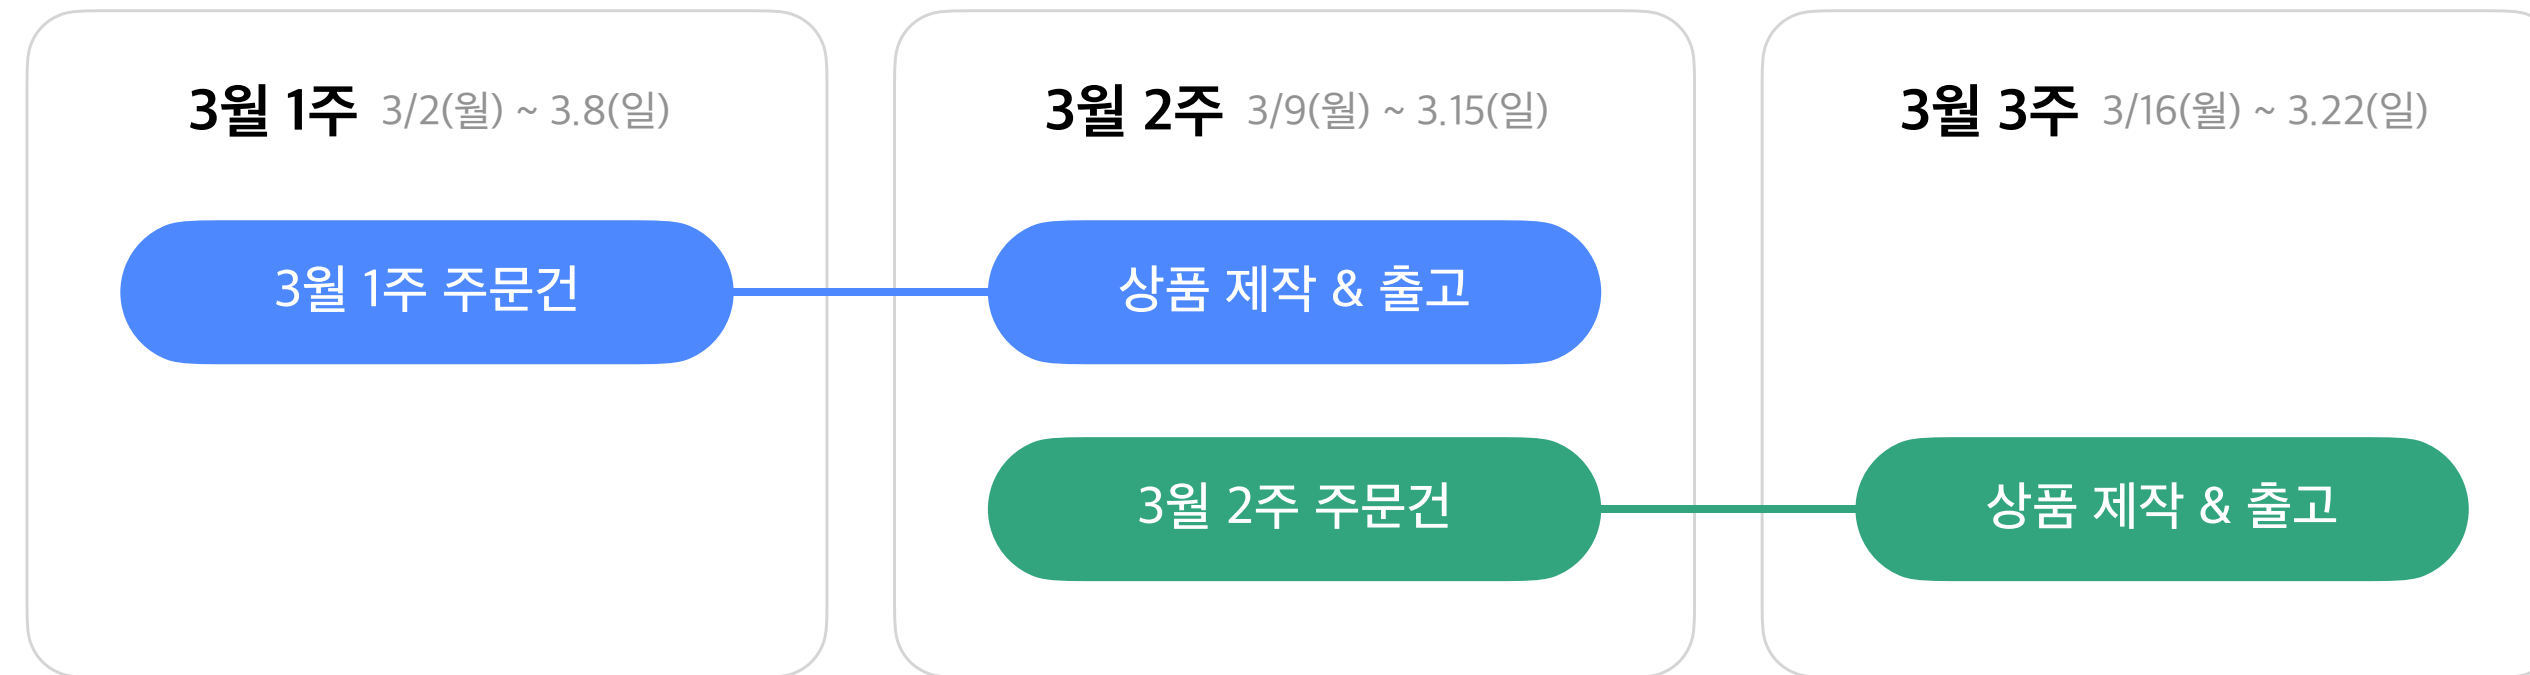 3월 1주 3/2(월) ~ 3.8(일)
3월 2주 3/9(월) ~ 3.15(일)
3월 3주 3/16(월) ~ 3.22(일)
3월 1주 주문건
상품 제작 & 출고
3월 2주 주문건
상품 제작 & 출고